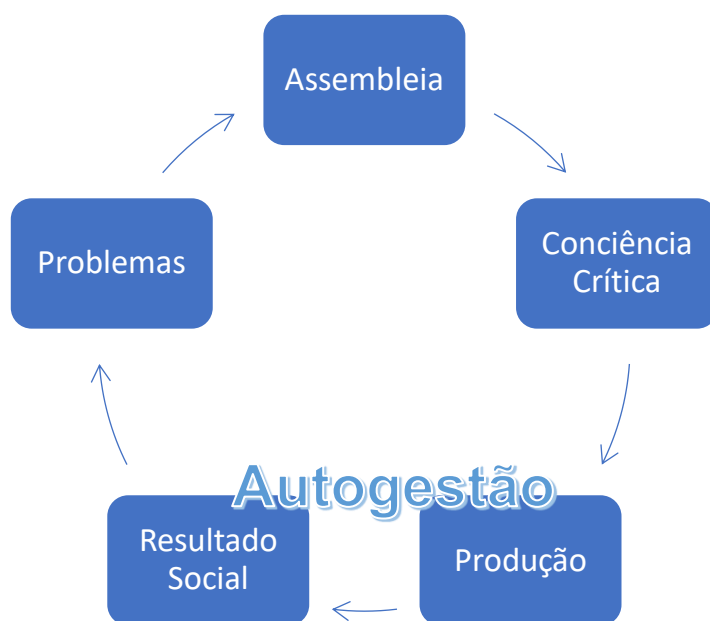 Assembleia
Conciência
Crítica
Produção
Resultado
Social
Problemas
Autogestão